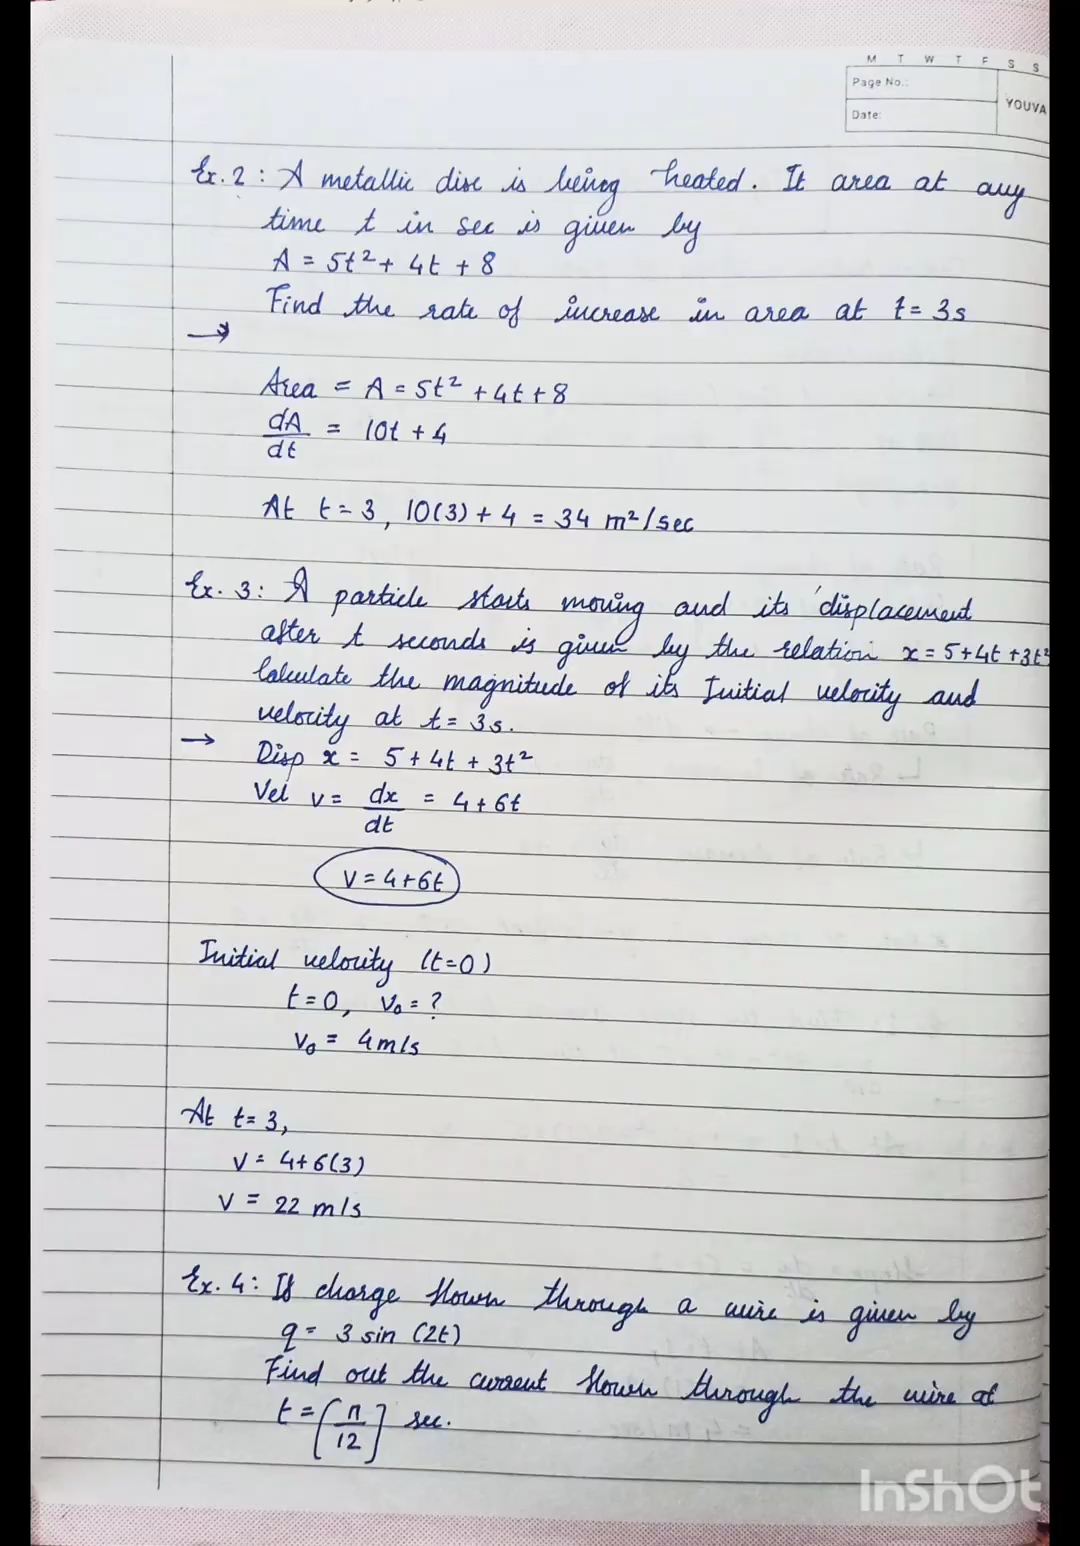 M T W T F S S
Page No.:
YOUVA
Date:
Ex. 2 : A metallic disc is being heated. It area at any
time t in sec is given by
A = 5t² + 4t + 8
Find the rate of increase in area at t = 3s
→
Area = A = 5t² + 4t + 8
dA/dt = 10t + 4
At t = 3, 10(3) + 4 = 34 m²/sec
Ex. 3 : A particle starts moving and its displacement
after t seconds is given by the relation x = 5 + 4t + 3t²
Calculate the magnitude of its Initial velocity and
velocity at t = 3s.
→ Disp x = 5 + 4t + 3t²
Vel v = dx/dt = 4 + 6t
v = 4 + 6t
Initial velocity (t=0)
t = 0, v₀ = ?
v₀ = 4 m/s
At t = 3,
v = 4 + 6(3)
v = 22 m/s
Ex. 4 : If charge flown through a wire is given by
q = 3 sin (2t)
Find out the current flown through the wire at
t = [π/12] sec.
InShOt